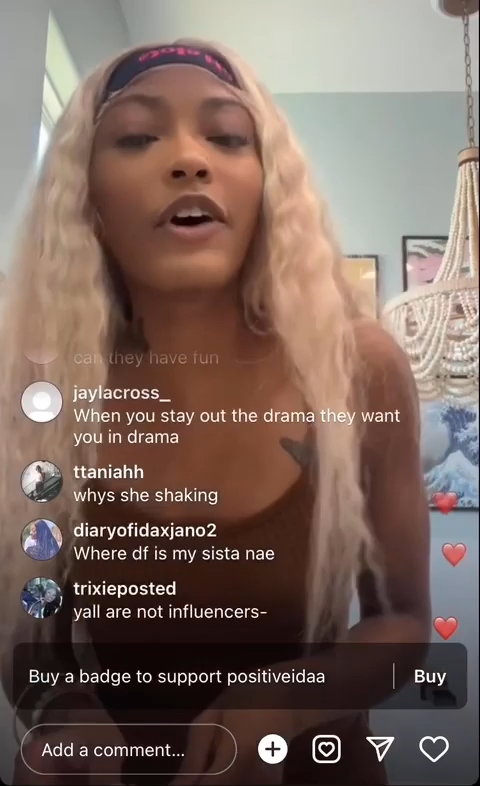 can they have fun
jaylacross_
When you stay out the drama they want
you in drama
ttaniahh
whys she shaking
diaryofidaxjano2
Where df is my sista nae
trixieposted
yall are not influencers-
Buy a badge to support positiveidaa
Buy
Add a comment...